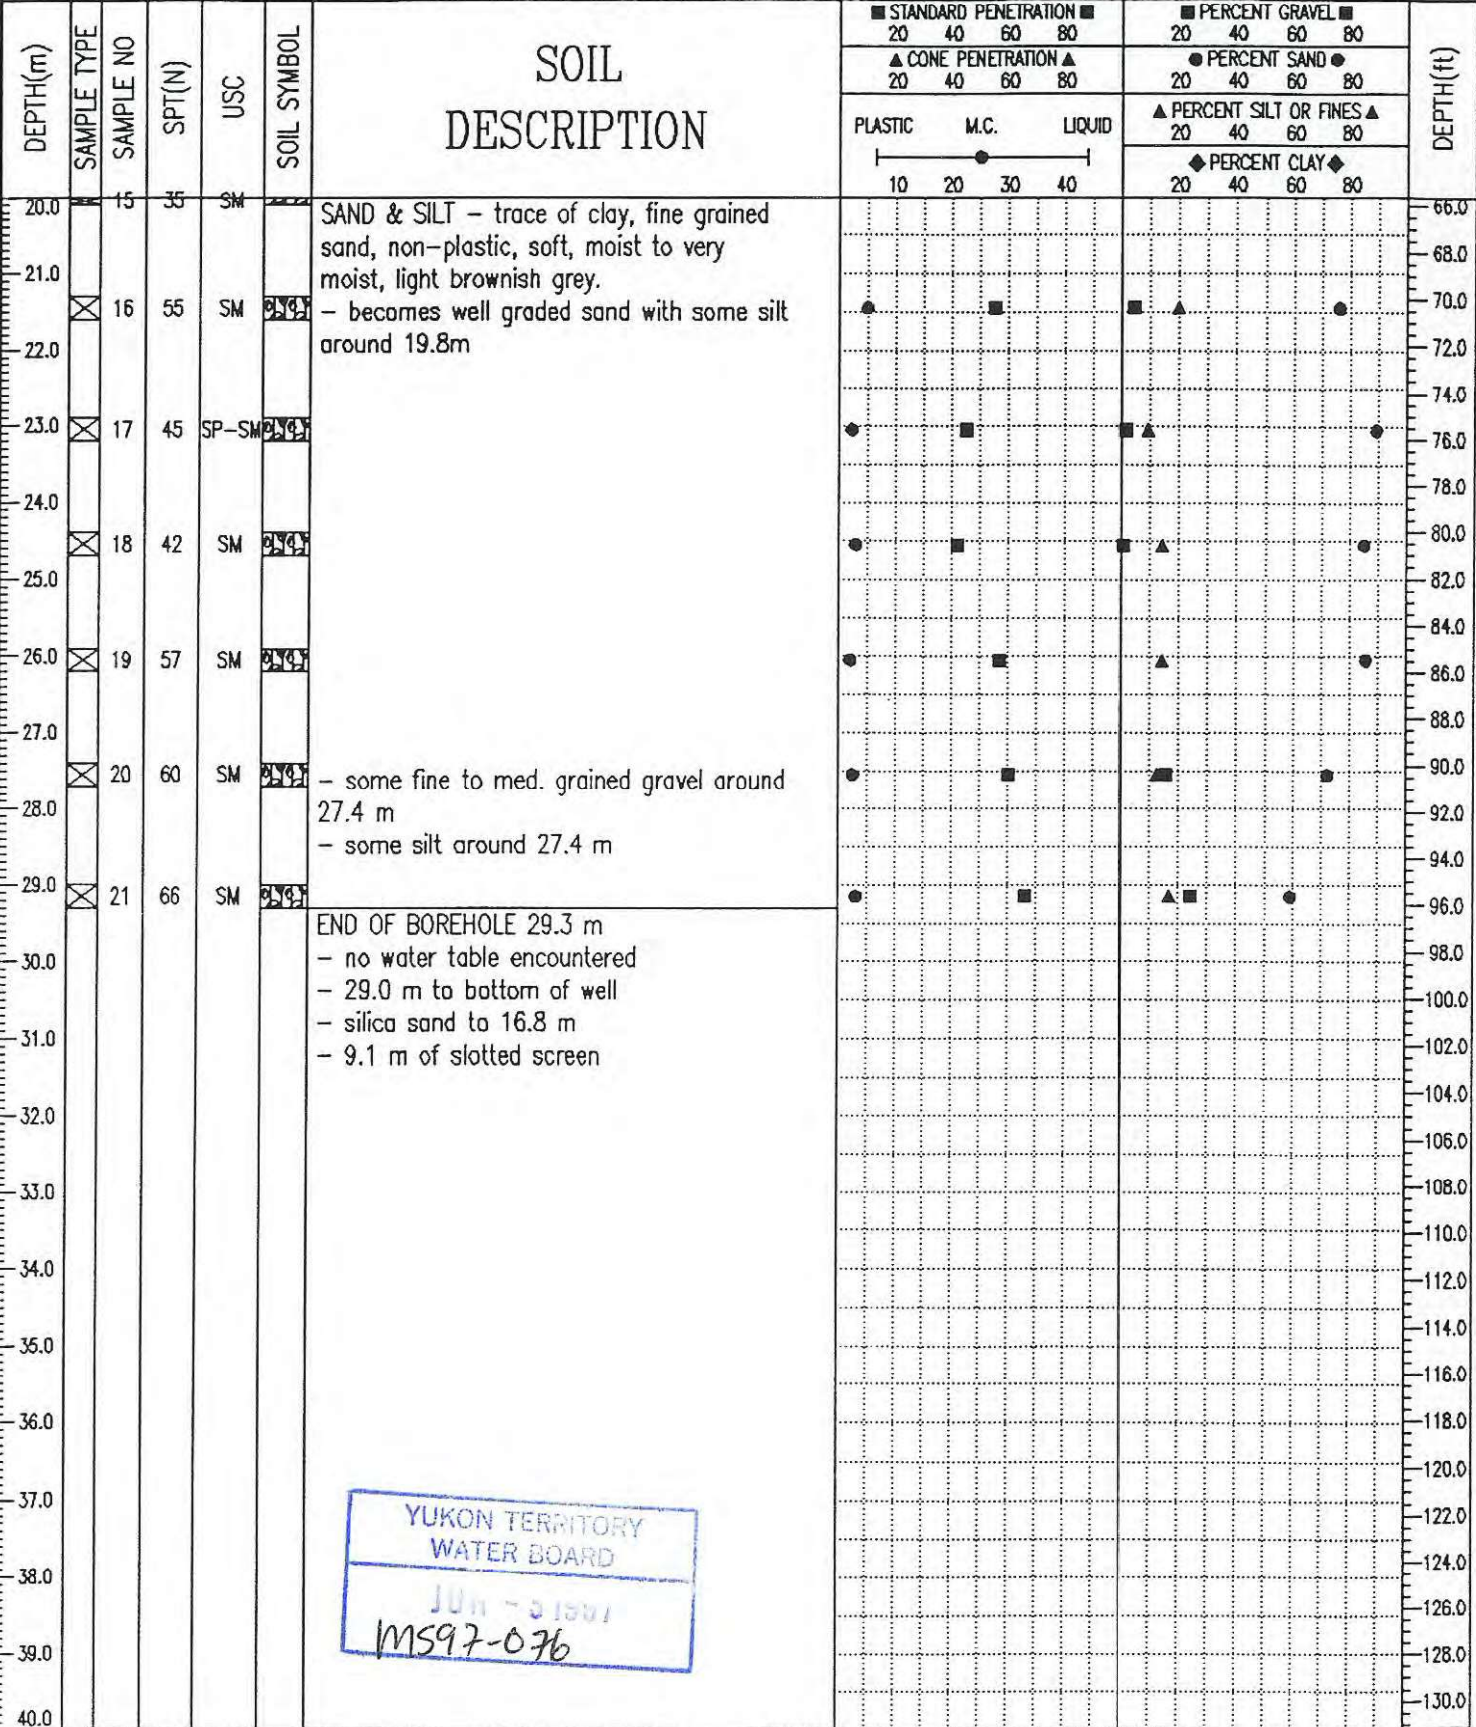 DEPTH(m)
SAMPLE TYPE
SAMPLE NO
SPT(N)
USC
SOIL SYMBOL
SOIL
DESCRIPTION
■ STANDARD PENETRATION ■
20 40 60 80
▲ CONE PENETRATION ▲
20 40 60 80
PLASTIC M.C. LIQUID
10 20 30 40
■ PERCENT GRAVEL ■
20 40 60 80
● PERCENT SAND ●
20 40 60 80
▲ PERCENT SILT OR FINES ▲
20 40 60 80
◆ PERCENT CLAY ◆
20 40 60 80
DEPTH(ft)
20.0
21.0
22.0
23.0
24.0
25.0
26.0
27.0
28.0
29.0
30.0
31.0
32.0
33.0
34.0
35.0
36.0
37.0
38.0
39.0
40.0
15 35 SM
16 55 SM
17 45 SP-SM
18 42 SM
19 57 SM
20 60 SM
21 66 SM
SAND & SILT – trace of clay, fine grained
sand, non-plastic, soft, moist to very
moist, light brownish grey.
– becomes well graded sand with some silt
around 19.8m
– some fine to med. grained gravel around
27.4 m
– some silt around 27.4 m
END OF BOREHOLE 29.3 m
– no water table encountered
– 29.0 m to bottom of well
– silica sand to 16.8 m
– 9.1 m of slotted screen
YUKON TERRITORY
WATER BOARD
MS97-076
66.0
68.0
70.0
72.0
74.0
76.0
78.0
80.0
82.0
84.0
86.0
88.0
90.0
92.0
94.0
96.0
98.0
100.0
102.0
104.0
106.0
108.0
110.0
112.0
114.0
116.0
118.0
120.0
122.0
124.0
126.0
128.0
130.0